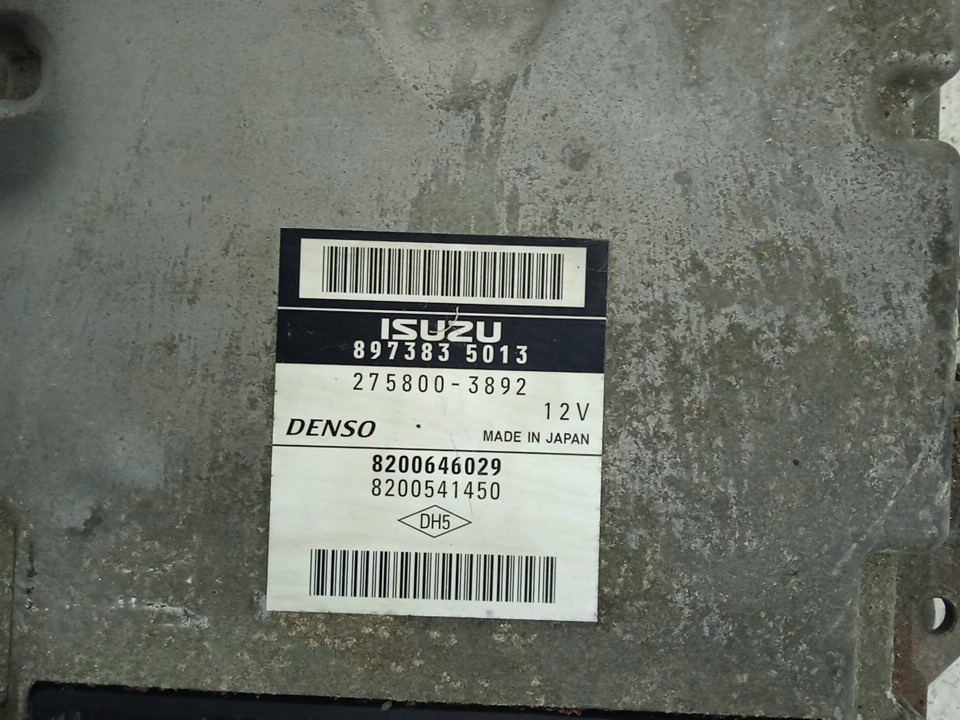 ISUZU
897383 5013
275800-3892
12V
DENSO MADE IN JAPAN
8200646029
8200541450
DH5